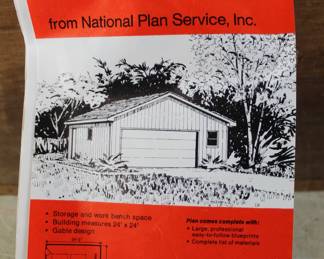 from National Plan Service, Inc.
• Storage and work bench space
• Building measures 24' x 24'
• Gable design
Plan comes complete with:
• Large, professional
easy-to-follow blueprints
• Complete list of materials